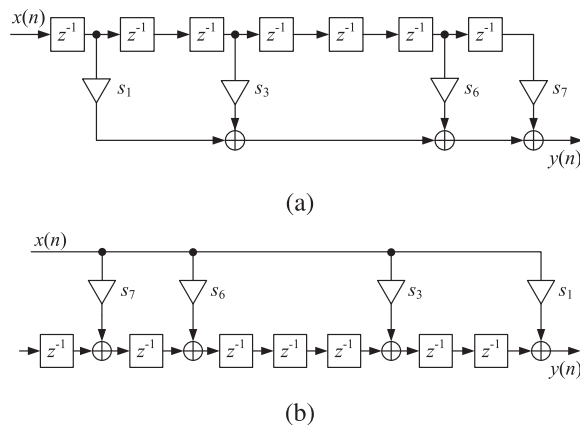 x(n)
z⁻¹ z⁻¹ z⁻¹ z⁻¹ z⁻¹ z⁻¹ z⁻¹
s₁ s₃ s₆ s₇
y(n)
(a)
x(n)
s₇ s₆ s₃ s₁
z⁻¹ z⁻¹ z⁻¹ z⁻¹ z⁻¹ z⁻¹ z⁻¹
y(n)
(b)